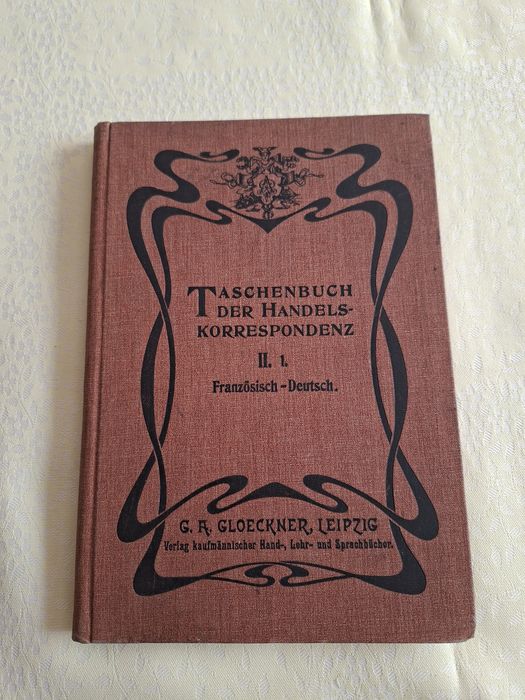 TASCHENBUCH
DER HANDELS-
KORRESPONDENZ
II. 1.
Französisch-Deutsch.
G. A. GLOECKNER, LEIPZIG
Verlag kaufmännischer Hand-, Lehr- und Sprachbücher.